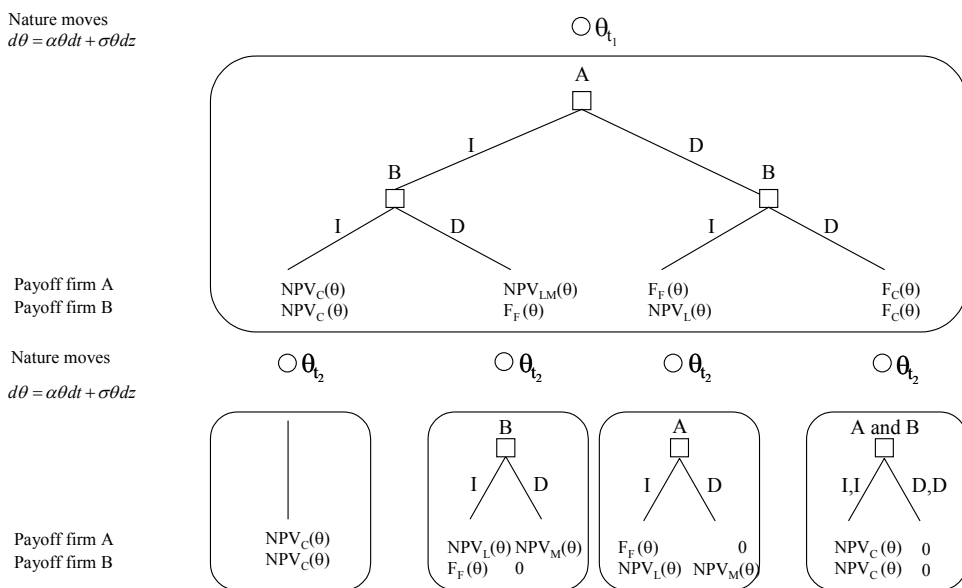 Nature moves
dθ = αθdt + σθdz
θt1
A
I D
B B
I D I D
Payoff firm A NPVC(θ) NPVLM(θ) FF(θ) FC(θ)
Payoff firm B NPVC(θ) FF(θ) NPVL(θ) FC(θ)
Nature moves θt2 θt2 θt2 θt2
dθ = αθdt + σθdz
B A A and B
I D I D I,I D,D
Payoff firm A NPVC(θ) NPVL(θ) NPVM(θ) FF(θ) 0 NPVC(θ) 0
Payoff firm B NPVC(θ) FF(θ) 0 NPVL(θ) NPVM(θ) NPVC(θ) 0